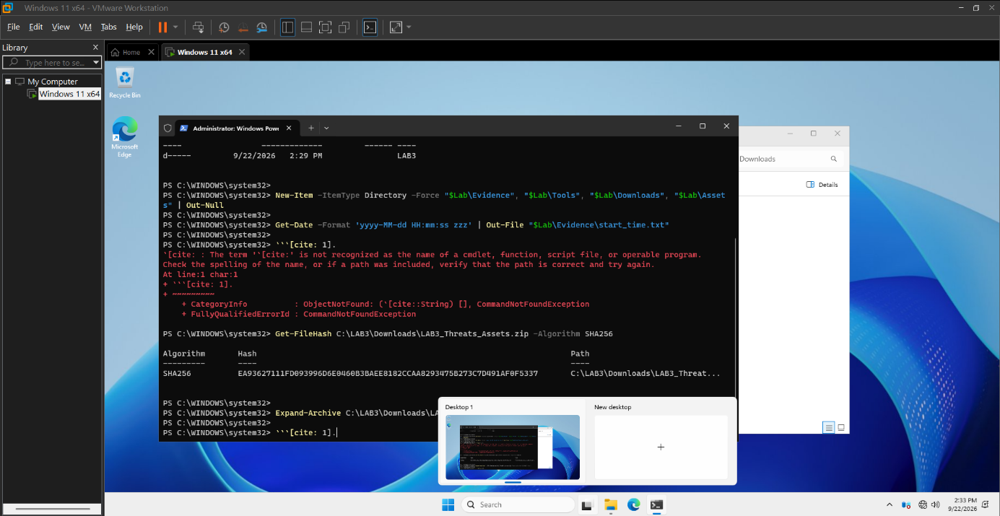 Windows 11 x64 - VMware Workstation
File Edit View VM Tabs Help
Library
Home
Windows 11 x64
Type here to se...
My Computer
Windows 11 x64
Recycle Bin
Microsoft
Edge
Administrator: Windows Powe
---- ------------- ------ ----
d----- 9/22/2026 2:29 PM LAB3
PS C:\WINDOWS\system32>
PS C:\WINDOWS\system32> New-Item -ItemType Directory -Force "$Lab\Evidence", "$Lab\Tools", "$Lab\Downloads", "$Lab\Asset
s" | Out-Null
PS C:\WINDOWS\system32>
PS C:\WINDOWS\system32> Get-Date -Format 'yyyy-MM-dd HH:mm:ss zzz' | Out-File "$Lab\Evidence\start_time.txt"
PS C:\WINDOWS\system32>
PS C:\WINDOWS\system32> ```[cite: 1].
`[cite: : The term '`[cite:' is not recognized as the name of a cmdlet, function, script file, or operable program.
Check the spelling of the name, or if a path was included, verify that the path is correct and try again.
At line:1 char:1
+ ```[cite: 1].
+ ~~~~~~~~~
+ CategoryInfo : ObjectNotFound: (`[cite::String) [], CommandNotFoundException
+ FullyQualifiedErrorId : CommandNotFoundException
PS C:\WINDOWS\system32> Get-FileHash C:\LAB3\Downloads\LAB3_Threats_Assets.zip -Algorithm SHA256
Algorithm Hash Path
--------- ---- ----
SHA256 EA93627111FD093996D6E0460B3BAEE8182CCAA8293475B273C7D491AF0F5337 C:\LAB3\Downloads\LAB3_Threat...
PS C:\WINDOWS\system32>
PS C:\WINDOWS\system32> Expand-Archive C:\LAB3\Downloads\LA
PS C:\WINDOWS\system32>
PS C:\WINDOWS\system32> ```[cite: 1].
Downloads
Details
Desktop 1
New desktop
Search
2:33 PM
9/22/2026